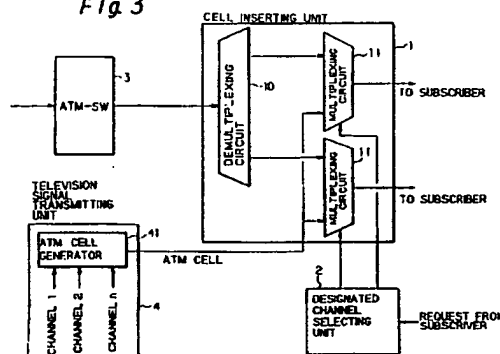 Fig. 3
CELL INSERTING UNIT
3
ATM-SW
10
DEMULTIPLEXING
CIRCUIT
11
MULTIPLEXING
CIRCUIT
1
TO SUBSCRIBER
11
MULTIPLEXING
CIRCUIT
TO SUBSCRIBER
TELEVISION
SIGNAL
TRANSMITTING
UNIT
41
ATM CELL
GENERATOR
ATM CELL
CHANNEL 1
CHANNEL 2
CHANNEL n
4
2
DESIGNATED
CHANNEL
SELECTING
UNIT
REQUEST FROM
SUBSCRIVER